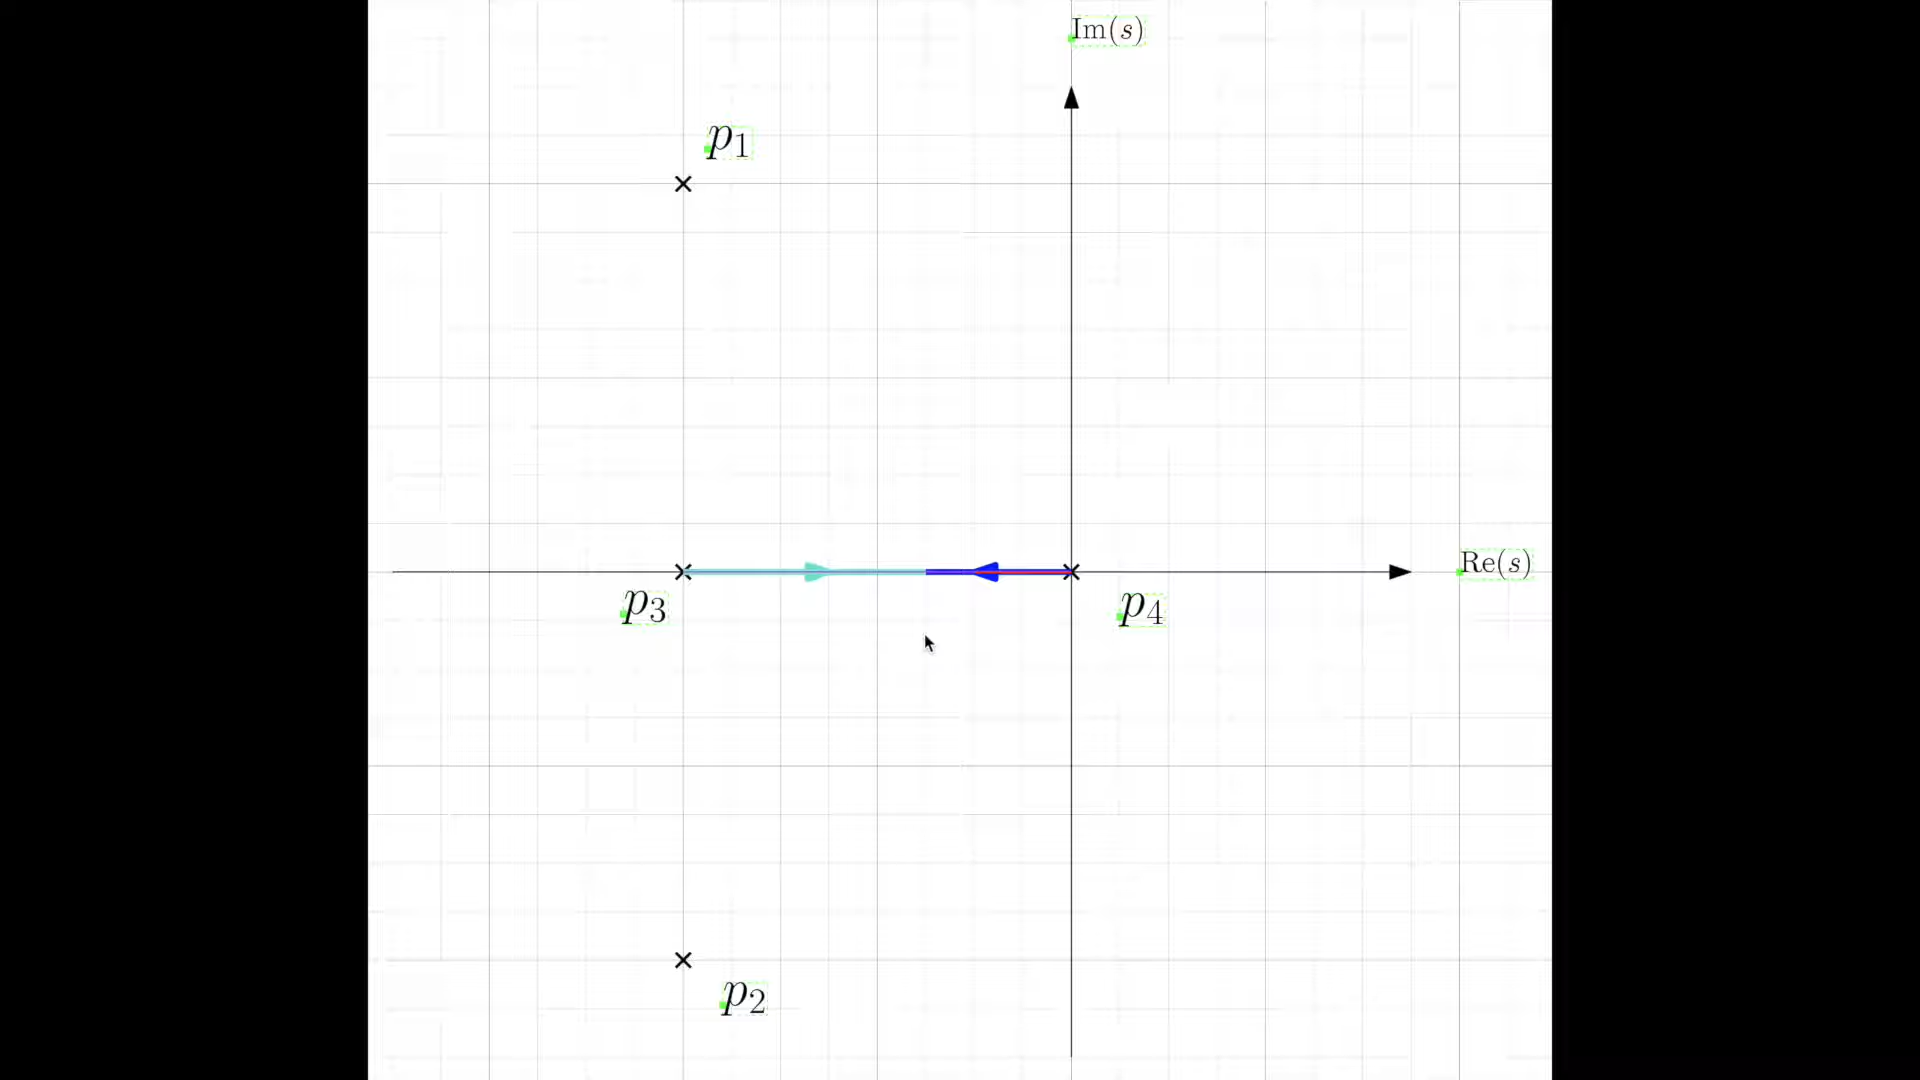 Im(s)
p₁
Re(s)
p₃
p₄
p₂